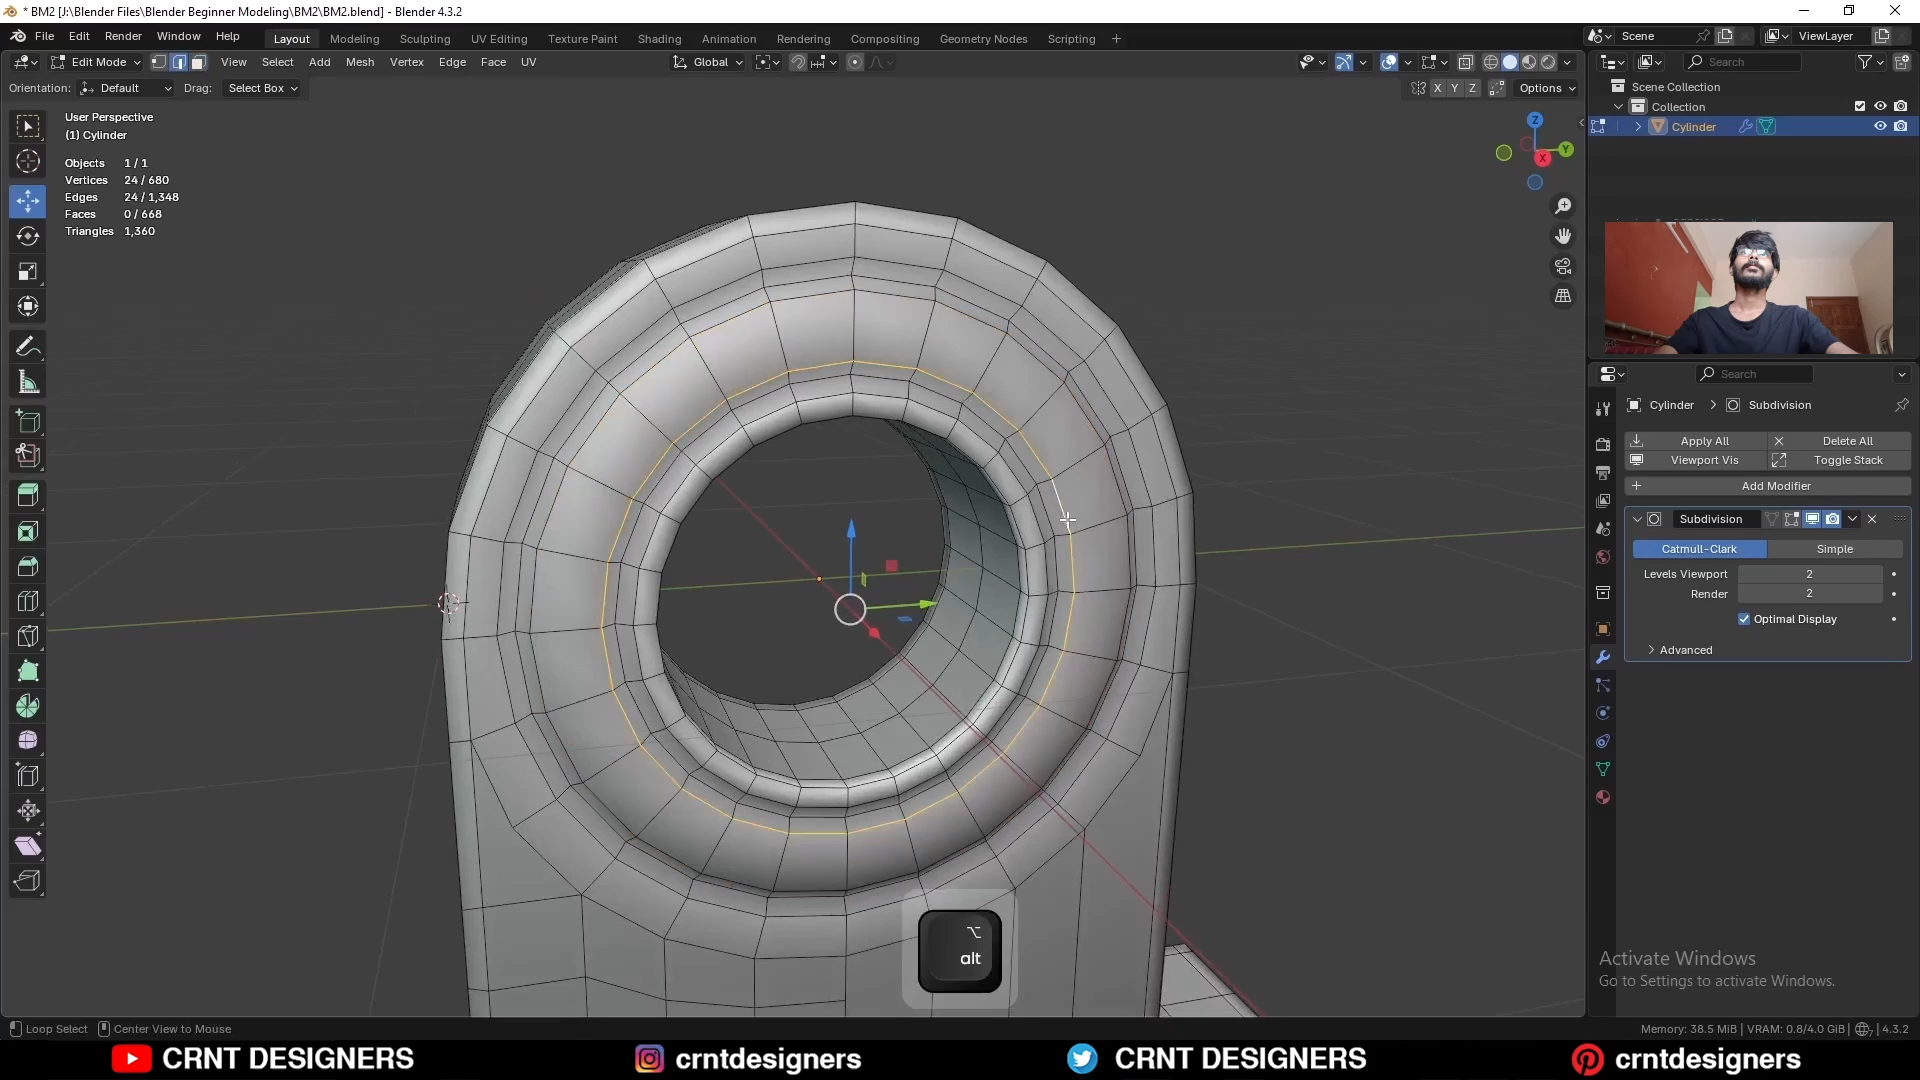 * BM2 [J:\Blender Files\Blender Beginner Modeling\BM2\BM2.blend] - Blender 4.3.2
File Edit Render Window Help Layout Modeling Sculpting UV Editing Texture Paint Shading Animation Rendering Compositing Geometry Nodes Scripting + Scene ViewLayer
Edit Mode View Select Add Mesh Vertex Edge Face UV Global Search
Orientation: Default Drag: Select Box X Y Z Options
Scene Collection
Collection
Cylinder
User Perspective
(1) Cylinder
Objects 1 / 1
Vertices 24 / 680
Edges 24 / 1,348
Faces 0 / 668
Triangles 1,360
Z
Y
X
Search
Cylinder > Subdivision
Apply All Delete All
Viewport Vis Toggle Stack
+ Add Modifier
Subdivision
Catmull-Clark Simple
Levels Viewport 2
Render 2
Optimal Display
Advanced
alt
Activate Windows
Go to Settings to activate Windows.
Loop Select Center View to Mouse Memory: 38.5 MiB | VRAM: 0.8/4.0 GiB | 4.3.2
CRNT DESIGNERS crntdesigners CRNT DESIGNERS crntdesigners